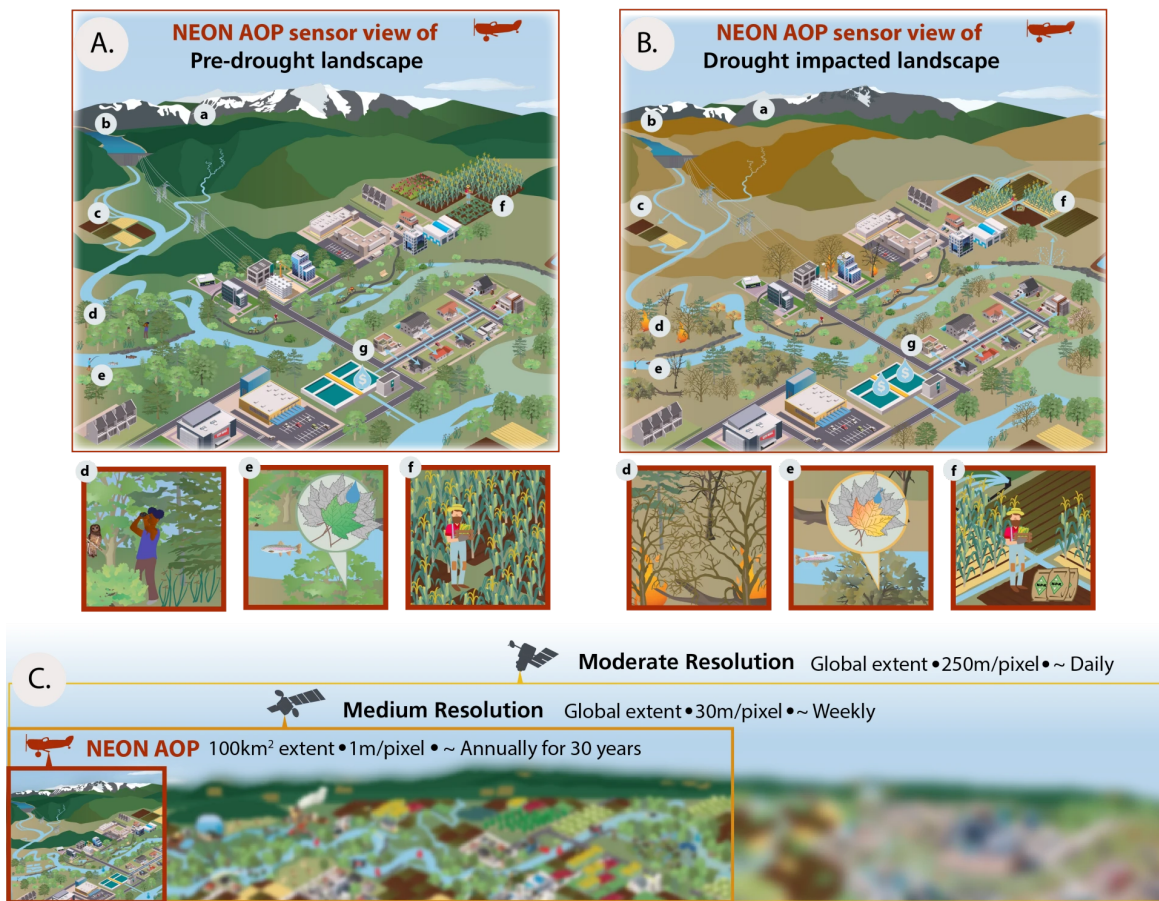 A.
NEON AOP sensor view of
Pre-drought landscape
a
b
c
f
d
g
e
$
B.
NEON AOP sensor view of
Drought impacted landscape
a
b
c
f
d
g
e
$
$
d
e
f
d
e
f
C.
Moderate Resolution Global extent •250m/pixel• ~ Daily
Medium Resolution Global extent •30m/pixel•~ Weekly
NEON AOP 100km² extent •1m/pixel • ~ Annually for 30 years